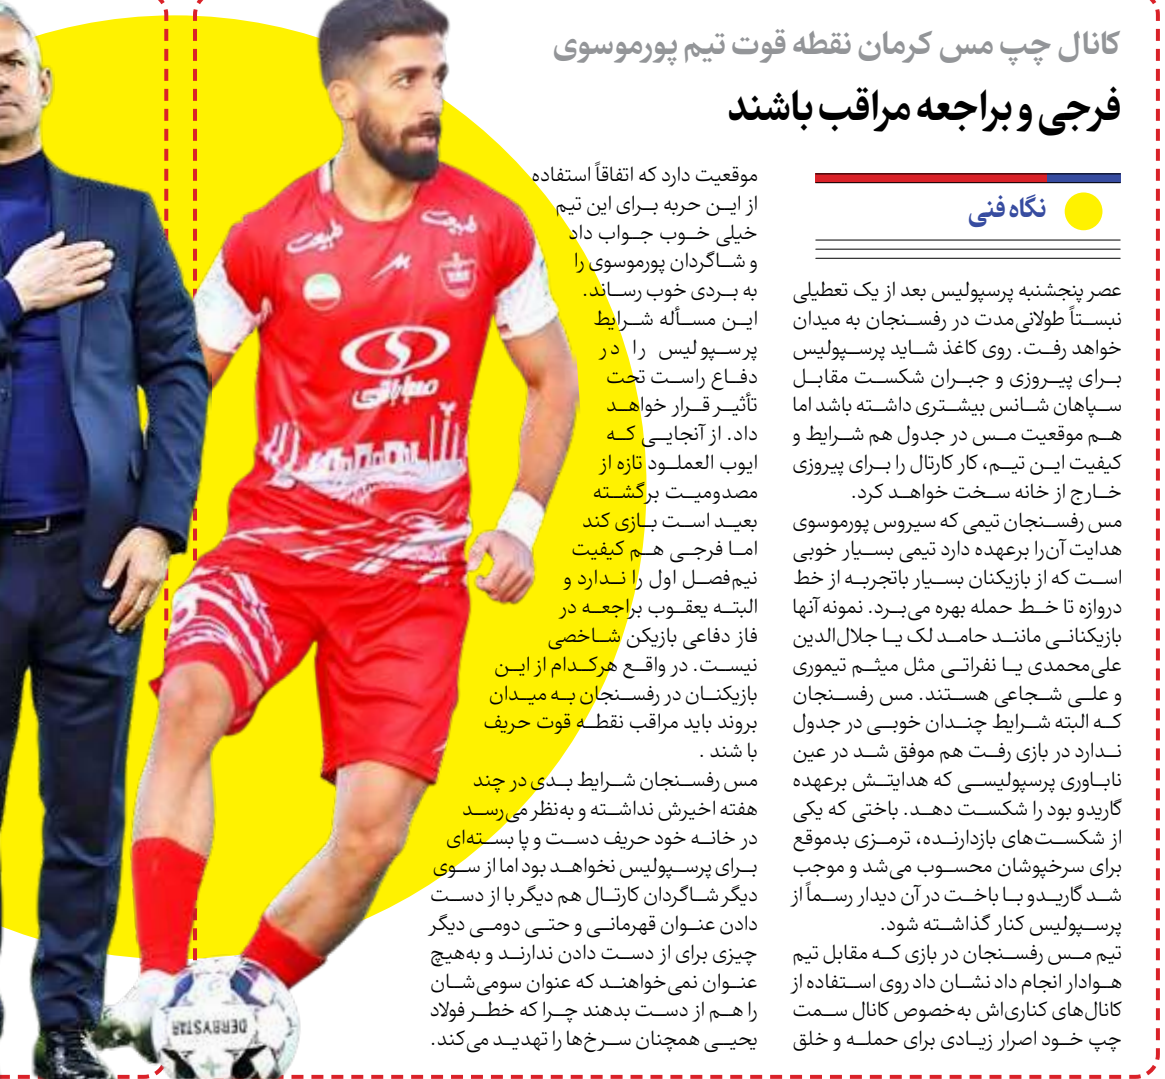 کانال چپ مس کرمان نقطه قوت تیم پورموسوی
فرجی و براجعه مراقب باشند
نگاه فنی
عصر پنجشنبه پرسپولیس بعد از یک تعطیلی
نبستاً طولانی‌مدت در رفسنجان به میدان
خواهد رفت. روی کاغذ شاید پرسپولیس
برای پیروزی و جبران شکست مقابل
سپاهان شانس بیشتری داشته باشد اما
هم موقعیت مس در جدول هم شرایط و
کیفیت این تیم، کار کارتال را برای پیروزی
خارج از خانه سخت خواهد کرد.
مس رفسنجان تیمی که سیروس پورموسوی
هدایت آن‌را برعهده دارد تیمی بسیار خوبی
است که از بازیکنان بسیار باتجربه از خط
دروازه تا خط حمله بهره می‌برد. نمونه آنها
بازیکنانی مانند حامد لک یا جلال‌الدین
علی‌محمدی یا نفراتی مثل میثم تیموری
و علی شجاعی هستند. مس رفسنجان
که البته شرایط چندان خوبی در جدول
ندارد در بازی رفت هم موفق شد در عین
ناباوری پرسپولیسی که هدایتش برعهده
گاریدو بود را شکست دهد. باختی که یکی
از شکست‌های بازدارنده، ترمزی بدموقع
برای سرخپوشان محسوب می‌شد و موجب
شد گاریدو با باخت در آن دیدار رسماً از
پرسپولیس کنار گذاشته شود.
تیم مس رفسنجان در بازی که مقابل تیم
هوادار انجام داد نشان داد روی استفاده از
کانال‌های کناری‌اش به‌خصوص کانال سمت
چپ خود اصرار زیادی برای حمله و خلق
موقعیت دارد که اتفاقاً استفاده
از این حربه برای این تیم
خیلی خوب جواب داد
و شاگردان پورموسوی را
به بردی خوب رساند.
این مسأله شرایط
پرسپولیس را در
دفاع راست تحت
تأثیر قرار خواهد
داد. از آنجایی که
ایوب العملود تازه از
مصدومیت برگشته
بعید است بازی کند
اما فرجی هم کیفیت
نیم‌فصل اول را ندارد و
البته یعقوب براجعه در
فاز دفاعی بازیکن شاخصی
نیست. در واقع هرکدام از این
بازیکنان در رفسنجان به میدان
بروند باید مراقب نقطه قوت حریف
با شند .
مس رفسنجان شرایط بدی در چند
هفته اخیرش نداشته و به‌نظر می‌رسد
در خانه خود حریف دست و پا بسته‌ای
برای پرسپولیس نخواهد بود اما از سوی
دیگر شاگردان کارتال هم دیگر با از دست
دادن عنوان قهرمانی و حتی دومی دیگر
چیزی برای از دست دادن ندارند و به‌هیچ
عنوان نمی‌خواهند که عنوان سومی‌شان
را هم از دست بدهند چرا که خطر فولاد
یحیی همچنان سرخ‌ها را تهدید می‌کند.
طبیعت
طبیعت
سایپا
DERBYSTAR